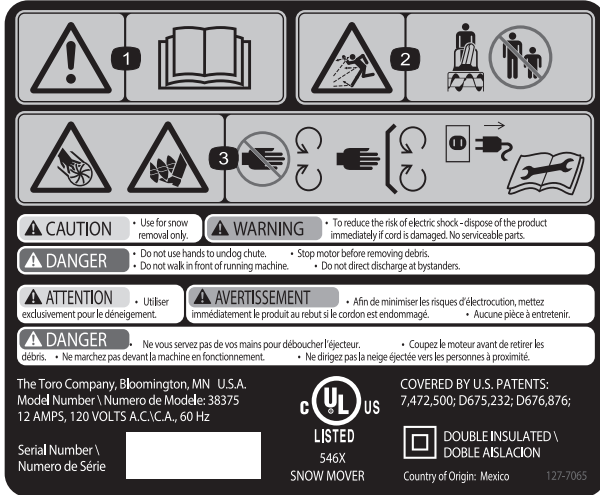 1
2
3
CAUTION • Use for snow removal only.
WARNING • To reduce the risk of electric shock - dispose of the product immediately if cord is damaged. No serviceable parts.
DANGER • Do not use hands to unclog chute. • Stop motor before removing debris.
• Do not walk in front of running machine. • Do not direct discharge at bystanders.
ATTENTION • Utiliser
exclusivement pour le déneigement.
AVERTISSEMENT • Afin de minimiser les risques d'électrocution, mettez
immédiatement le produit au rebut si le cordon est endommagé. • Aucune pièce à entretenir.
DANGER • Ne vous servez pas de vos mains pour déboucher l'éjecteur. • Coupez le moteur avant de retirer les
débris. • Ne marchez pas devant la machine en fonctionnement. • Ne dirigez pas la neige éjectée vers les personnes à proximité.
The Toro Company, Bloomington, MN U.S.A.
Model Number \ Numero de Modele: 38375
12 AMPS, 120 VOLTS A.C.\C.A., 60 Hz
Serial Number \
Numero de Série
C UL US
LISTED
546X
SNOW MOVER
COVERED BY U.S. PATENTS:
7,472,500; D675,232; D676,876;
DOUBLE INSULATED \
DOBLE AISLACION
Country of Origin: Mexico 127-7065